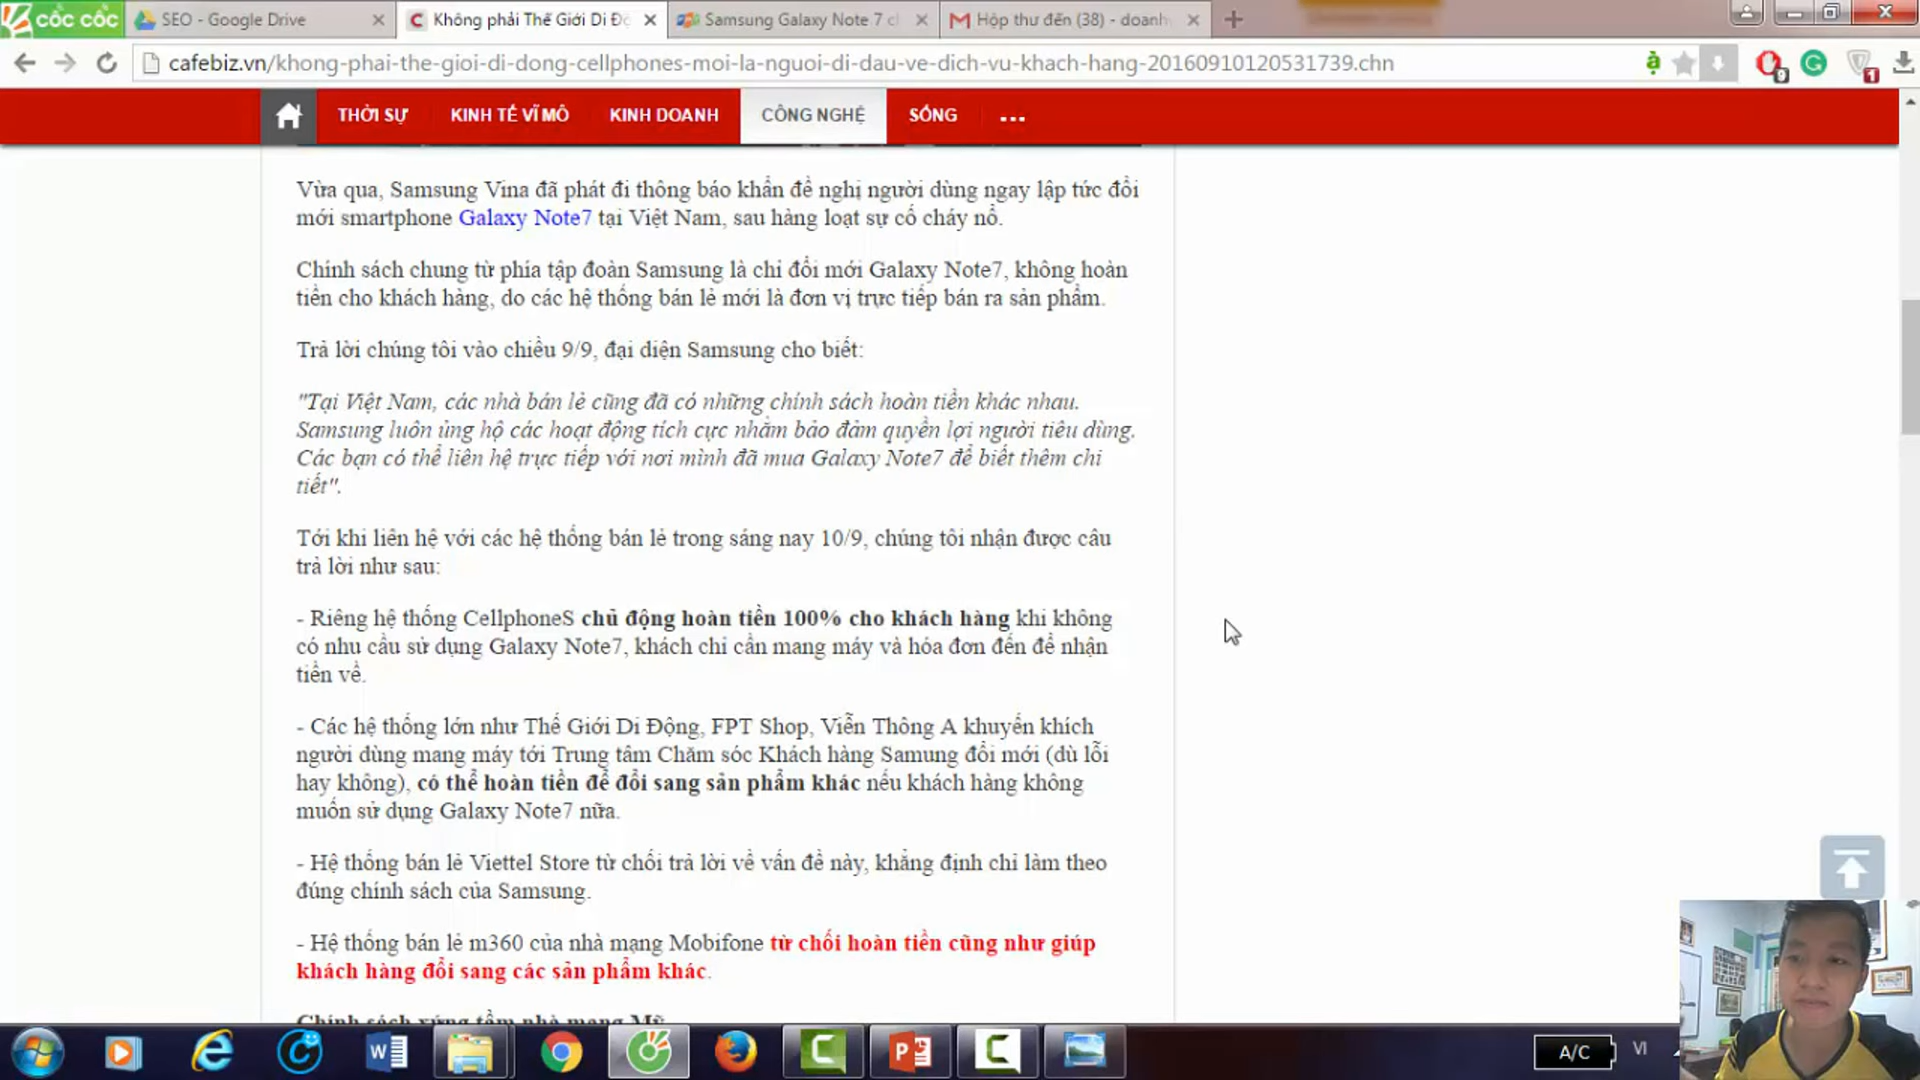 cốc cốc
SEO - Google Drive
Không phải Thế Giới Di Độ
Samsung Galaxy Note 7 ch
Hộp thư đến (38) - doanh
cafebiz.vn/khong-phai-the-gioi-di-dong-cellphones-moi-la-nguoi-di-dau-ve-dich-vu-khach-hang-20160910120531739.chn
THỜI SỰ KINH TẾ VĨ MÔ KINH DOANH CÔNG NGHỆ SỐNG ...
Vừa qua, Samsung Vina đã phát đi thông báo khẩn đề nghị người dùng ngay lập tức đổi
mới smartphone Galaxy Note7 tại Việt Nam, sau hàng loạt sự cố cháy nổ.
Chính sách chung từ phía tập đoàn Samsung là chỉ đổi mới Galaxy Note7, không hoàn
tiền cho khách hàng, do các hệ thống bán lẻ mới là đơn vị trực tiếp bán ra sản phẩm.
Trả lời chúng tôi vào chiều 9/9, đại diện Samsung cho biết:
"Tại Việt Nam, các nhà bán lẻ cũng đã có những chính sách hoàn tiền khác nhau.
Samsung luôn ủng hộ các hoạt động tích cực nhằm bảo đảm quyền lợi người tiêu dùng.
Các bạn có thể liên hệ trực tiếp với nơi mình đã mua Galaxy Note7 để biết thêm chi
tiết".
Tới khi liên hệ với các hệ thống bán lẻ trong sáng nay 10/9, chúng tôi nhận được câu
trả lời như sau:
- Riêng hệ thống CellphoneS chủ động hoàn tiền 100% cho khách hàng khi không
có nhu cầu sử dụng Galaxy Note7, khách chỉ cần mang máy và hóa đơn đến để nhận
tiền về.
- Các hệ thống lớn như Thế Giới Di Động, FPT Shop, Viễn Thông A khuyến khích
người dùng mang máy tới Trung tâm Chăm sóc Khách hàng Samung đổi mới (dù lỗi
hay không), có thể hoàn tiền để đổi sang sản phẩm khác nếu khách hàng không
muốn sử dụng Galaxy Note7 nữa.
- Hệ thống bán lẻ Viettel Store từ chối trả lời về vấn đề này, khẳng định chỉ làm theo
đúng chính sách của Samsung.
- Hệ thống bán lẻ m360 của nhà mạng Mobifone từ chối hoàn tiền cũng như giúp
khách hàng đổi sang các sản phẩm khác.
Chính sách xứng tầm nhà mạng Mỹ
A/C
VI